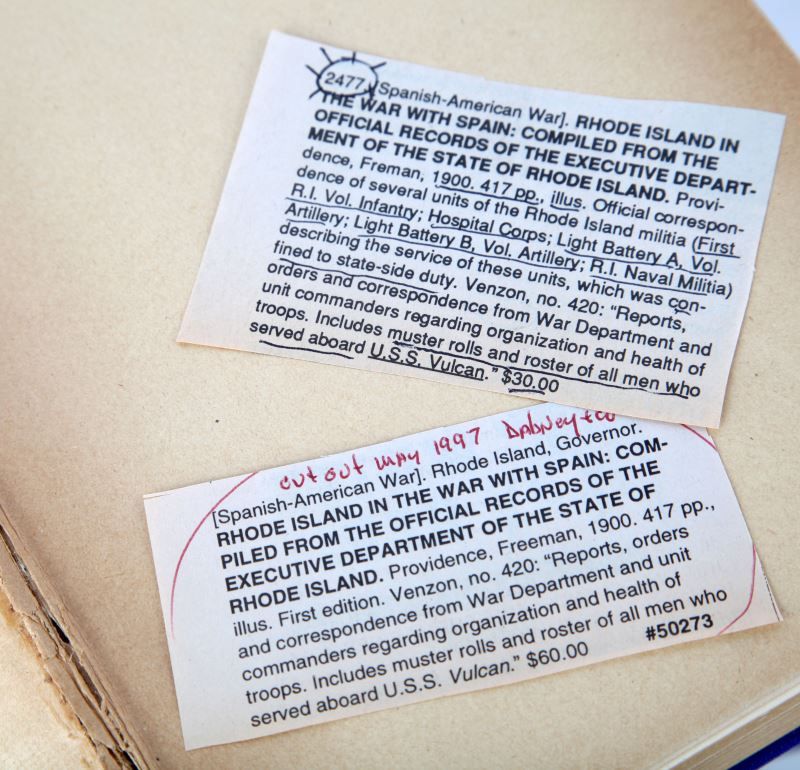 2477. [Spanish-American War]. RHODE ISLAND IN
THE WAR WITH SPAIN: COMPILED FROM THE
OFFICIAL RECORDS OF THE EXECUTIVE DEPART-
MENT OF THE STATE OF RHODE ISLAND. Provi-
dence, Freman, 1900. 417 pp., illus. Official correspon-
dence of several units of the Rhode Island militia (First
R.I. Vol. Infantry; Hospital Corps; Light Battery A, Vol.
Artillery; Light Battery B, Vol. Artillery; R.I. Naval Militia)
describing the service of these units, which was con-
fined to state-side duty. Venzon, no. 420: “Reports,
orders and correspondence from War Department and
unit commanders regarding organization and health of
troops. Includes muster rolls and roster of all men who
served aboard U.S.S. Vulcan.” $30.00
cut out may 1997 Dabney + co
[Spanish-American War]. Rhode Island, Governor.
RHODE ISLAND IN THE WAR WITH SPAIN: COM-
PILED FROM THE OFFICIAL RECORDS OF THE
EXECUTIVE DEPARTMENT OF THE STATE OF
RHODE ISLAND. Providence, Freeman, 1900. 417 pp.,
illus. First edition. Venzon, no. 420: “Reports, orders
and correspondence from War Department and unit
commanders regarding organization and health of
troops. Includes muster rolls and roster of all men who
served aboard U.S.S. Vulcan.” $60.00 #50273